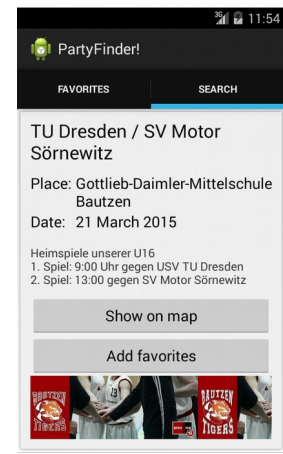 3G 11:54
PartyFinder!
FAVORITES SEARCH
TU Dresden / SV Motor
Sörnewitz
Place: Gottlieb-Daimler-Mittelschule
Bautzen
Date: 21 March 2015
Heimspiele unserer U16
1. Spiel: 9:00 Uhr gegen USV TU Dresden
2. Spiel: 13:00 gegen SV Motor Sörnewitz
Show on map
Add favorites
BAUTZEN
TIGERS
13
BAUTZEN
TIGERS